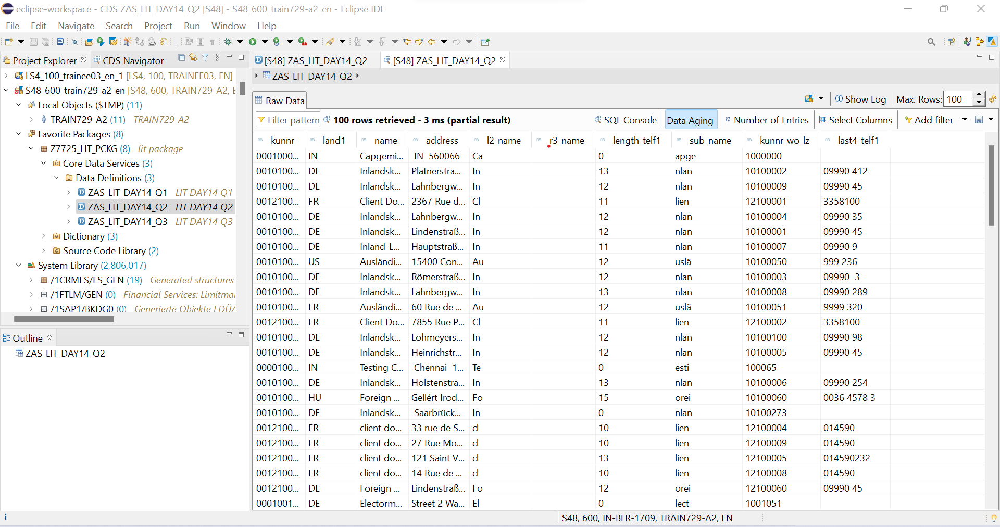 eclipse-workspace - CDS ZAS_LIT_DAY14_Q2 [S48] - S48_600_train729-a2_en - Eclipse IDE
File Edit Navigate Search Project Run Window Help
Project Explorer CDS Navigator
LS4_100_trainee03_en_1 [LS4, 100, TRAINEE03, EN]
S48_600_train729-a2_en [S48, 600, TRAIN729-A2, E
Local Objects ($TMP) (11)
TRAIN729-A2 (11) TRAIN729-A2
Favorite Packages (8)
Z7725_LIT_PCKG (8) lit package
Core Data Services (3)
Data Definitions (3)
ZAS_LIT_DAY14_Q1 LIT DAY14 Q1
ZAS_LIT_DAY14_Q2 LIT DAY14 Q2
ZAS_LIT_DAY14_Q3 LIT DAY14 Q3
Dictionary (3)
Source Code Library (2)
System Library (2,806,017)
/1CRMES/ES_GEN (19) Generated structures
/1FTLM/GEN (0) Financial Services: Limitma
/1SAP1/BKDG0 (0) Generierte Objekte EDÜ/
Outline
ZAS_LIT_DAY14_Q2
[S48] ZAS_LIT_DAY14_Q2 [S48] ZAS_LIT_DAY14_Q2
ZAS_LIT_DAY14_Q2
Raw Data Show Log Max. Rows: 100
Filter pattern 100 rows retrieved - 3 ms (partial result) SQL Console Data Aging Number of Entries Select Columns Add filter
kunnr land1 name address l2_name r3_name length_telf1 sub_name kunnr_wo_lz last4_telf1
0001000... IN Capgemi... IN 560066 Ca 0 apge 1000000
0010100... DE Inlandsk... Platnerstra... In 13 nlan 10100002 09990 412
0010100... DE Inlandsk... Lahnbergw... In 12 nlan 10100009 09990 45
0012100... FR Client Do... 2367 Rue d... Cl 11 lien 12100001 3358100
0010100... DE Inlandsk... Lahnbergw... In 12 nlan 10100004 09990 35
0010100... DE Inlandsk... Lindenstraß... In 12 nlan 10100001 09990 45
0010100... DE Inland-L... Hauptstraß... In 11 nlan 10100007 09990 9
0010100... US Ausländi... 15400 Con... Au 12 uslä 10100050 999 236
0010100... DE Inlandsk... Römerstraß... In 12 nlan 10100003 09990 3
0010100... DE Inlandsk... Lahnbergw... In 13 nlan 10100008 09990 289
0010100... FR Ausländi... 60 Rue de ... Au 12 uslä 10100051 9999 320
0012100... FR Client Do... 7855 Rue P... Cl 11 lien 12100002 3358100
0010100... DE Inlandsk... Lohmeyers... In 12 nlan 10100100 09990 98
0010100... DE Inlandsk... Heinrichstr... In 12 nlan 10100005 09990 45
0000100... IN Testing C... Chennai 1... Te 0 esti 100065
0010100... DE Inlandsk... Holstenstra... In 13 nlan 10100006 09990 254
0010100... HU Foreign ... Gellért Irod... Fo 15 orei 10100060 0036 4578 3
0010100... DE Inlandsk... Saarbrück... In 0 nlan 10100273
0012100... FR client do... 33 rue de S... cl 10 lien 12100004 014590
0012100... FR client do... 27 Rue Mo... cl 10 lien 12100009 014590
0012100... FR client do... 121 Saint V... cl 13 lien 12100005 014590232
0012100... FR client do... 14 Rue de ... cl 10 lien 12100008 014590
0012100... DE Foreign ... Lindenstraß... Fo 12 orei 12100060 09990 45
0001001... DE Electorm... Street 2 Wa... El 0 lect 1001051
S48, 600, IN-BLR-1709, TRAIN729-A2, EN